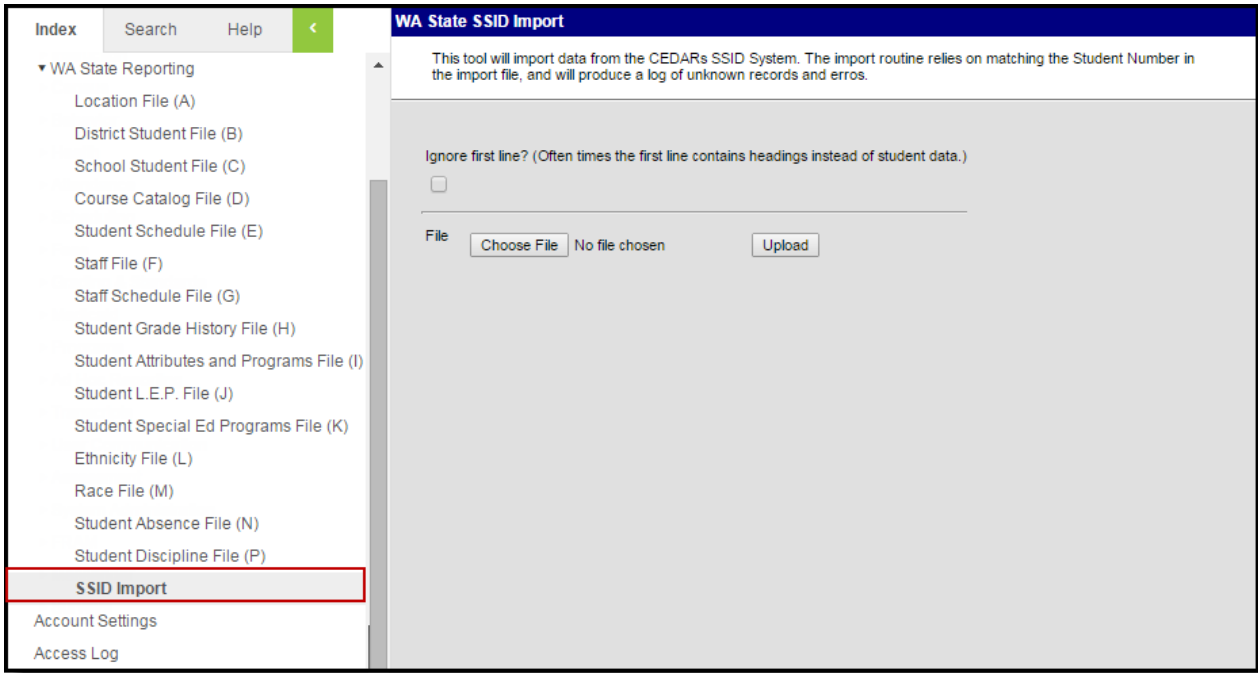 Index Search Help <
▾ WA State Reporting
Location File (A)
District Student File (B)
School Student File (C)
Course Catalog File (D)
Student Schedule File (E)
Staff File (F)
Staff Schedule File (G)
Student Grade History File (H)
Student Attributes and Programs File (I)
Student L.E.P. File (J)
Student Special Ed Programs File (K)
Ethnicity File (L)
Race File (M)
Student Absence File (N)
Student Discipline File (P)
SSID Import
Account Settings
Access Log
WA State SSID Import
This tool will import data from the CEDARs SSID System. The import routine relies on matching the Student Number in
the import file, and will produce a log of unknown records and erros.
Ignore first line? (Often times the first line contains headings instead of student data.)
File Choose File No file chosen Upload